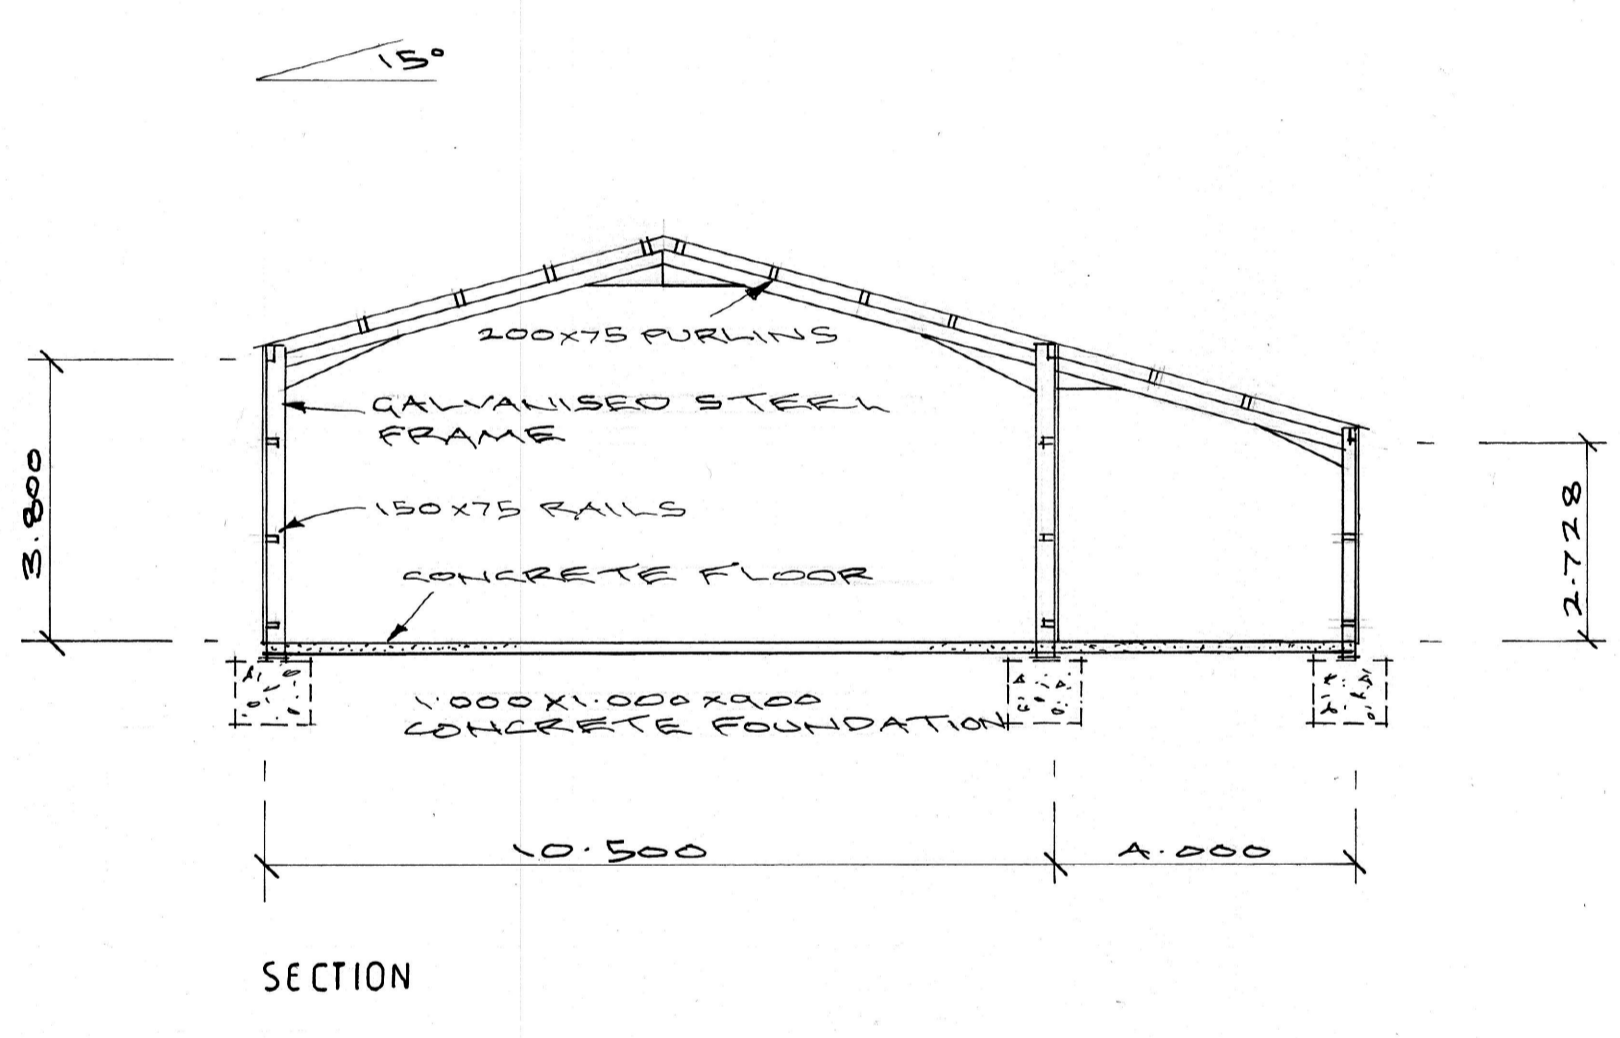 15°
200x75 PURLINS
GALVANISED STEEL
FRAME
150x75 RAILS
CONCRETE FLOOR
3.800
2.728
1.000x1.000x900
CONCRETE FOUNDATION
10.500
4.000
SECTION